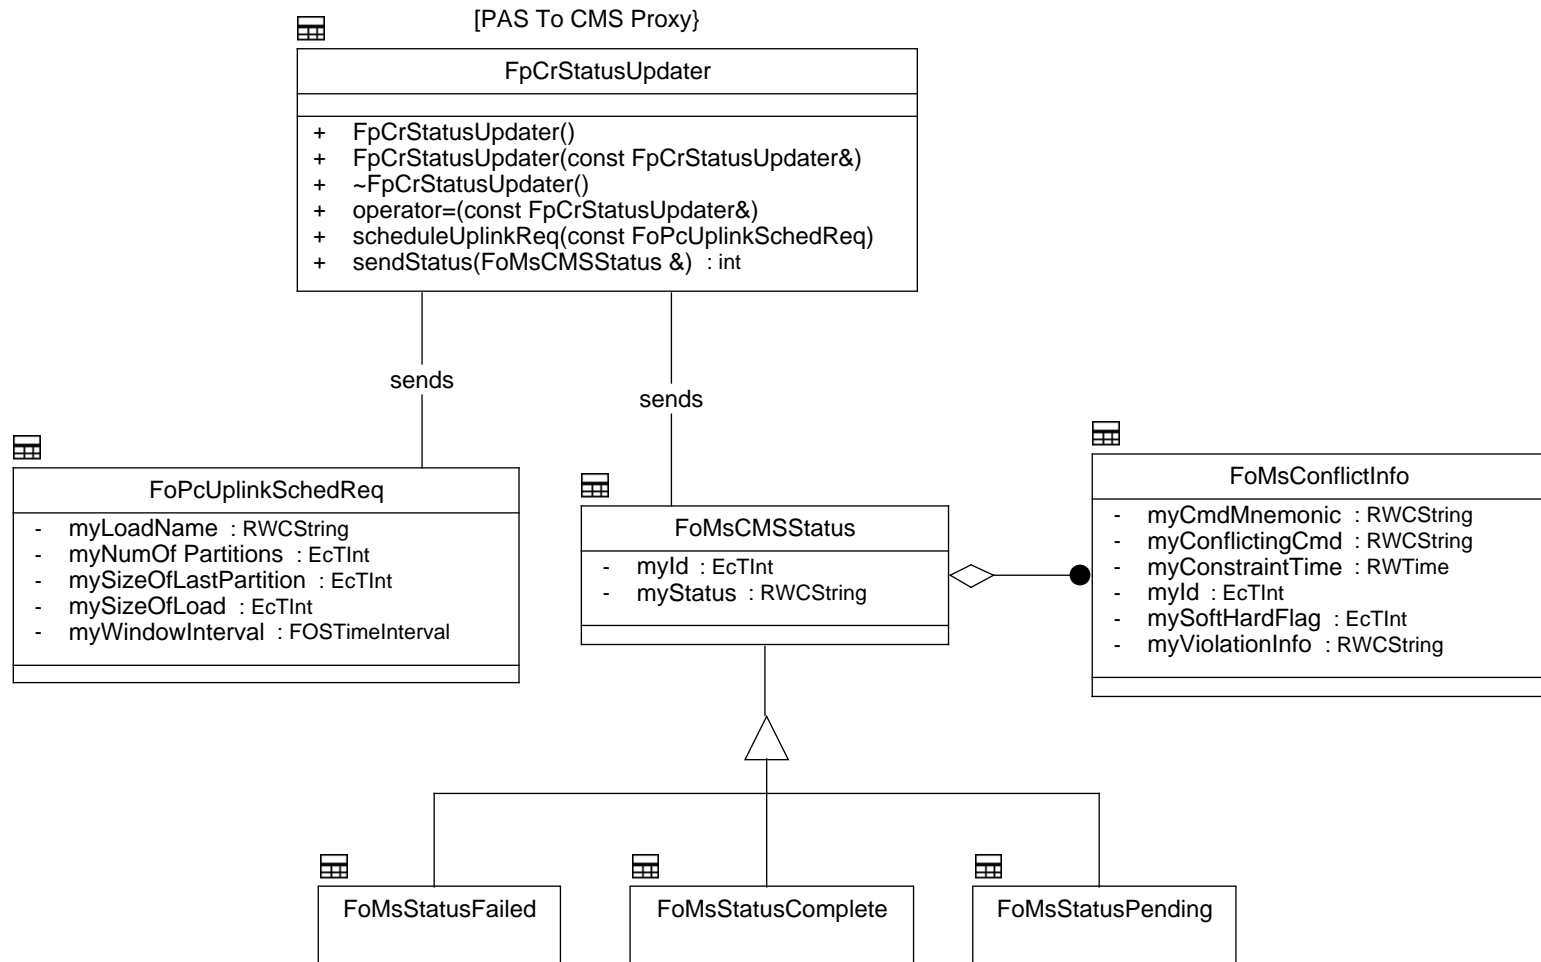 [PAS To CMS Proxy}
FpCrStatusUpdater
+ FpCrStatusUpdater()
+ FpCrStatusUpdater(const FpCrStatusUpdater&)
+ ~FpCrStatusUpdater()
+ operator=(const FpCrStatusUpdater&)
+ scheduleUplinkReq(const FoPcUplinkSchedReq)
+ sendStatus(FoMsCMSStatus &) : int
sends
sends
FoPcUplinkSchedReq
- myLoadName : RWCString
- myNumOf Partitions : EcTInt
- mySizeOfLastPartition : EcTInt
- mySizeOfLoad : EcTInt
- myWindowInterval : FOSTimeInterval
FoMsCMSStatus
- myId : EcTInt
- myStatus : RWCString
FoMsConflictInfo
- myCmdMnemonic : RWCString
- myConflictingCmd : RWCString
- myConstraintTime : RWTime
- myId : EcTInt
- mySoftHardFlag : EcTInt
- myViolationInfo : RWCString
FoMsStatusFailed
FoMsStatusComplete
FoMsStatusPending